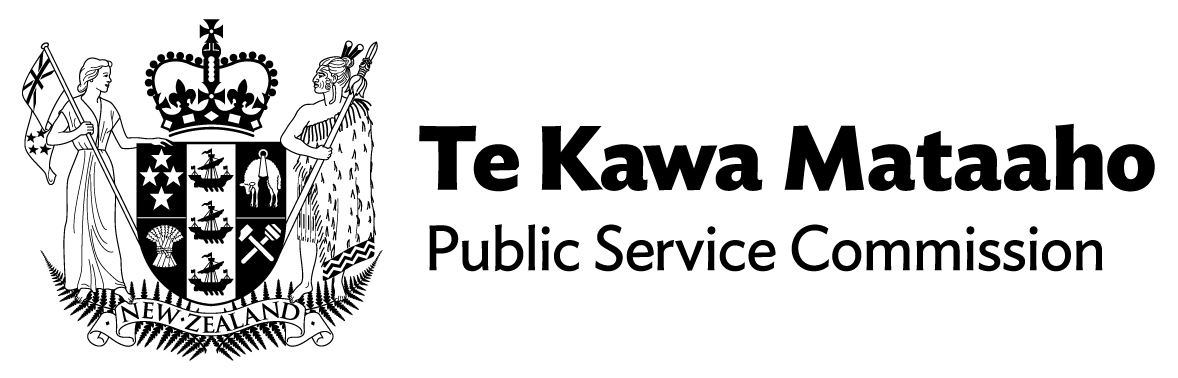 Te Kawa Mataaho
Public Service Commission
NEW·ZEALAND